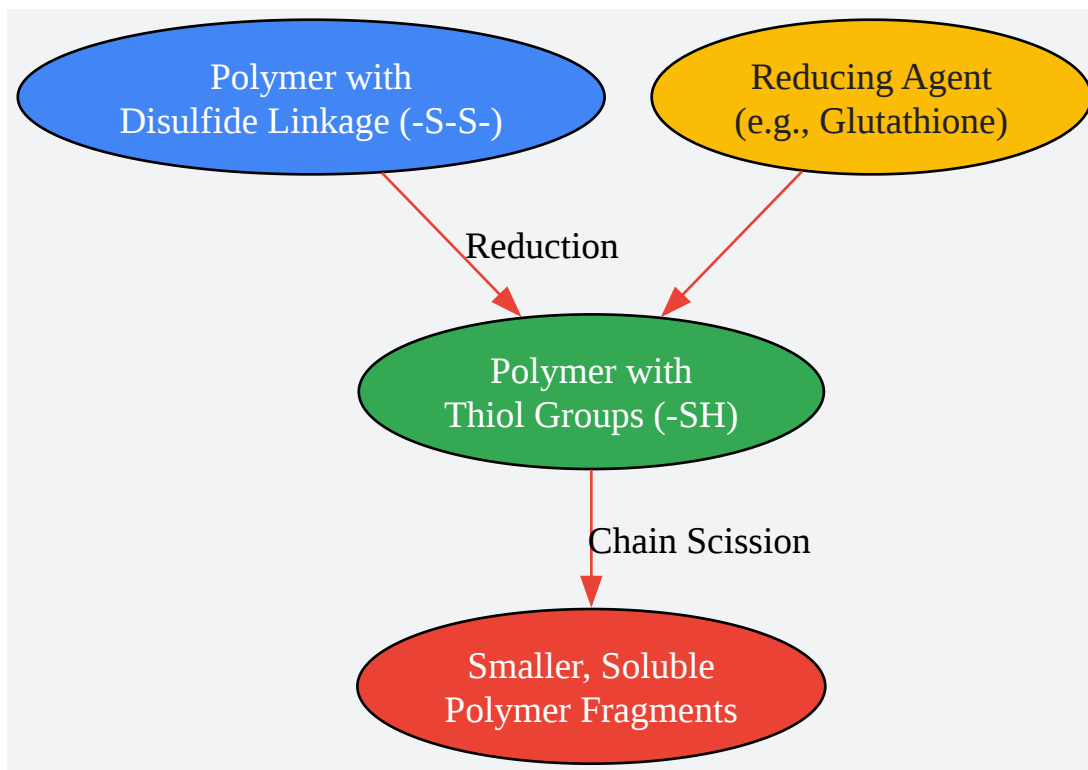 Polymer with
Disulfide Linkage (-S-S-)
Reducing Agent
(e.g., Glutathione)
Reduction
Polymer with
Thiol Groups (-SH)
Chain Scission
Smaller, Soluble
Polymer Fragments